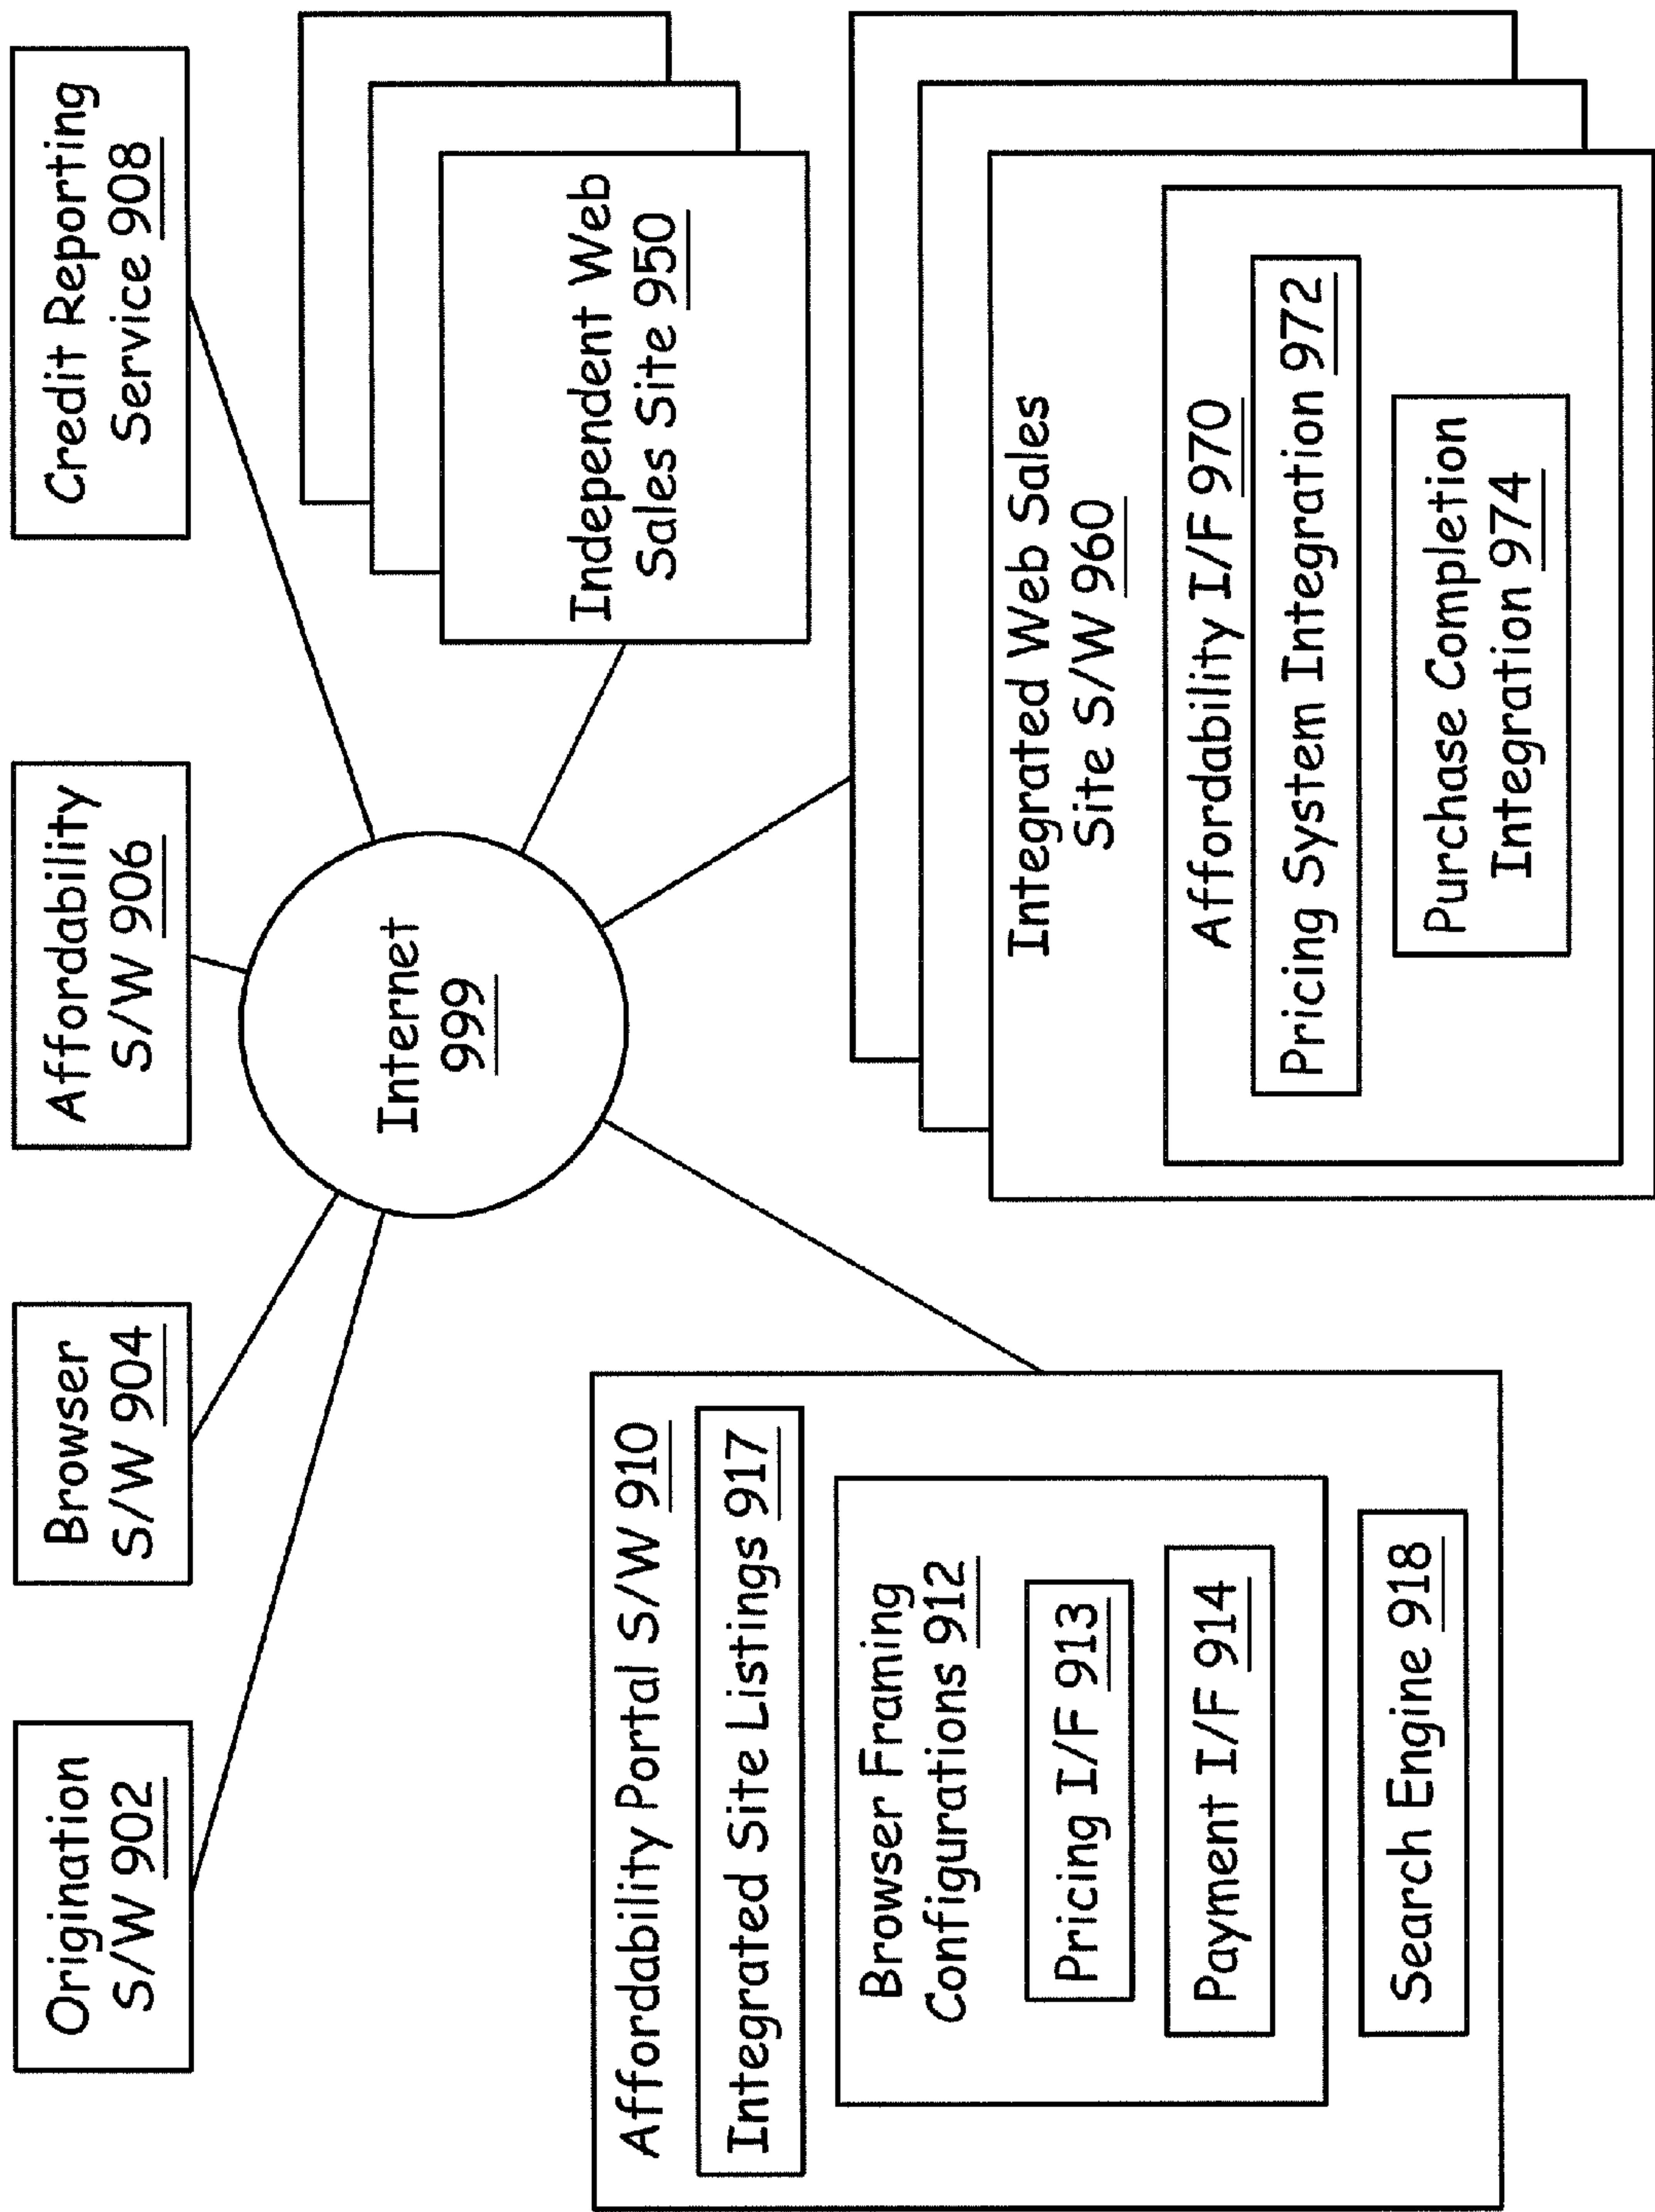 Origination
S/W 902
Browser
S/W 904
Affordability
S/W 906
Credit Reporting
Service 908
Internet
999
Independent Web
Sales Site 950
Affordability Portal S/W 910
Integrated Site Listings 917
Browser Framing
Configurations 912
Pricing I/F 913
Payment I/F 914
Search Engine 918
Integrated Web Sales
Site S/W 960
Affordability I/F 970
Pricing System Integration 972
Purchase Completion
Integration 974